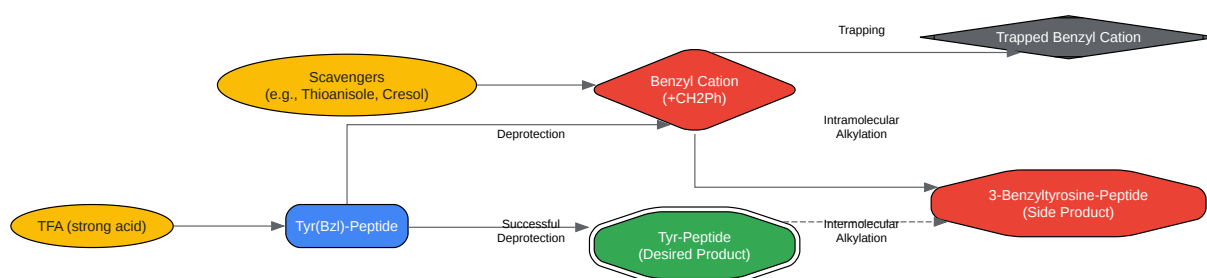 Trapping
Trapped Benzyl Cation
Scavengers
(e.g., Thioanisole, Cresol)
Benzyl Cation
(+CH2Ph)
Deprotection
Intramolecular
Alkylation
3-Benzyltyrosine-Peptide
(Side Product)
TFA (strong acid)
Tyr(Bzl)-Peptide
Successful
Deprotection
Tyr-Peptide
(Desired Product)
Intermolecular
Alkylation